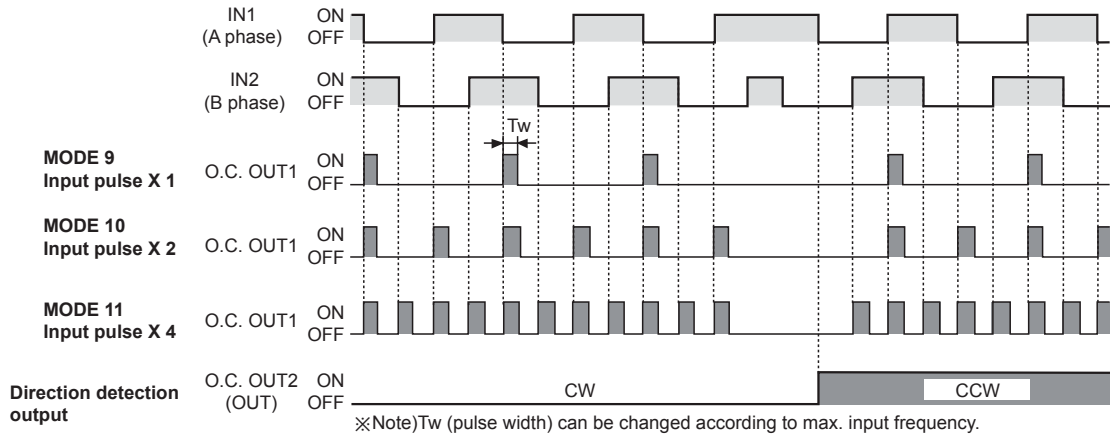 IN1
(A phase)
ON
OFF
IN2
(B phase)
ON
OFF
Tw
MODE 9
Input pulse X 1
O.C. OUT1
ON
OFF
MODE 10
Input pulse X 2
O.C. OUT1
ON
OFF
MODE 11
Input pulse X 4
O.C. OUT1
ON
OFF
Direction detection
output
O.C. OUT2
(OUT)
ON
OFF
CW
CCW
※Note)Tw (pulse width) can be changed according to max. input frequency.